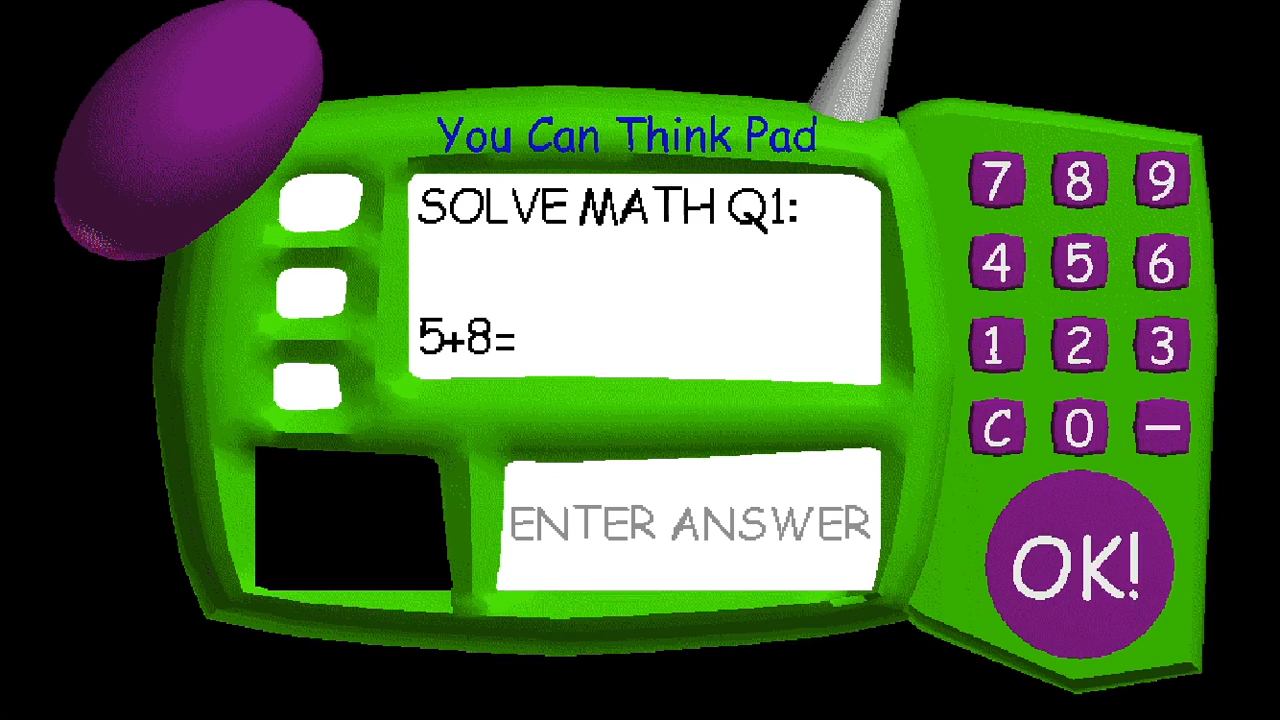 You Can Think Pad
SOLVE MATH Q1:
5+8=
ENTER ANSWER
7 8 9
4 5 6
1 2 3
C 0 —
OK!